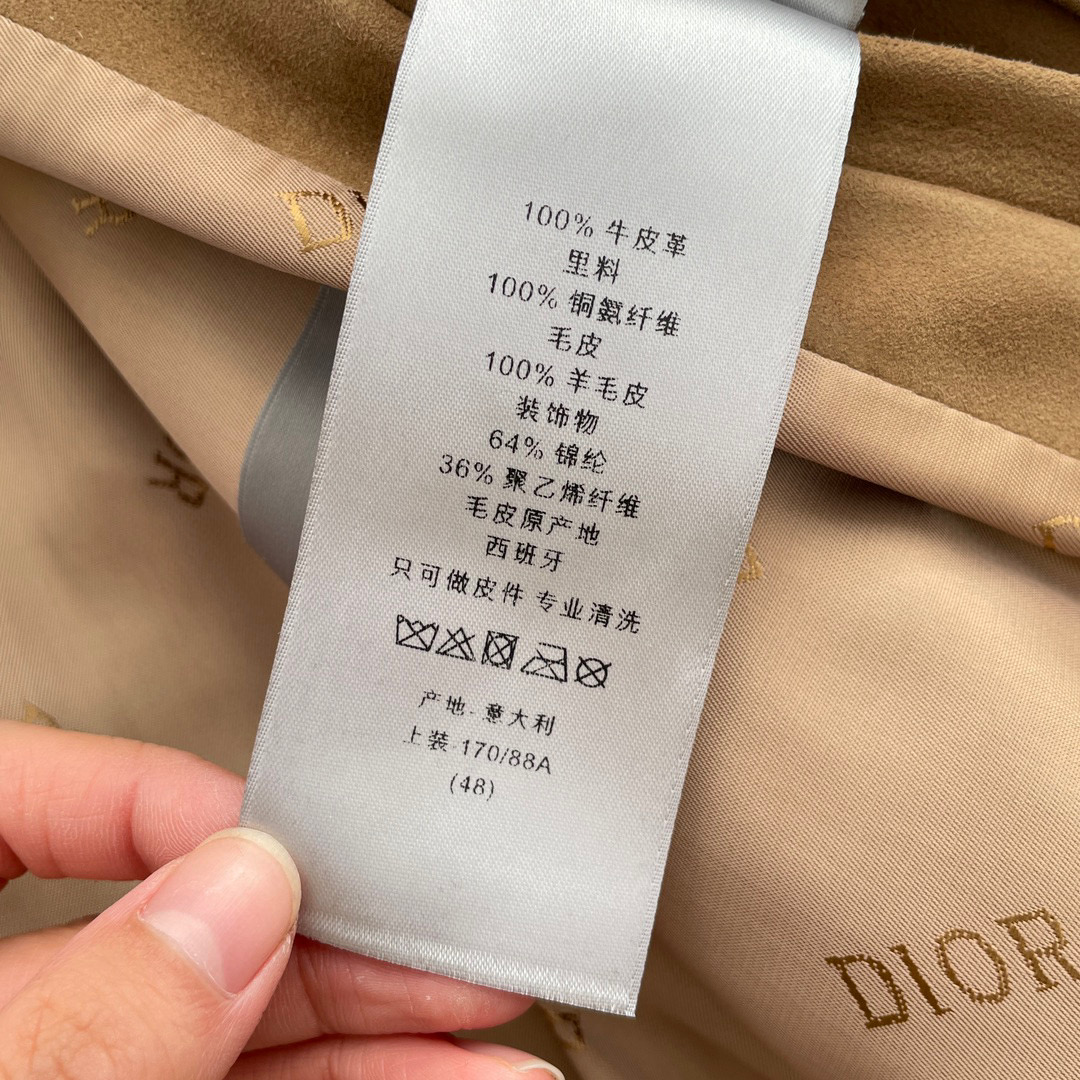 100% 牛皮革
里料
100% 铜氨纤维
毛皮
100% 羊毛皮
装饰物
64% 锦纶
36% 聚乙烯纤维
毛皮原产地
西班牙
只可做皮件 专业清洗
产地- 意大利
上装-170/88A
(48)
DIOR